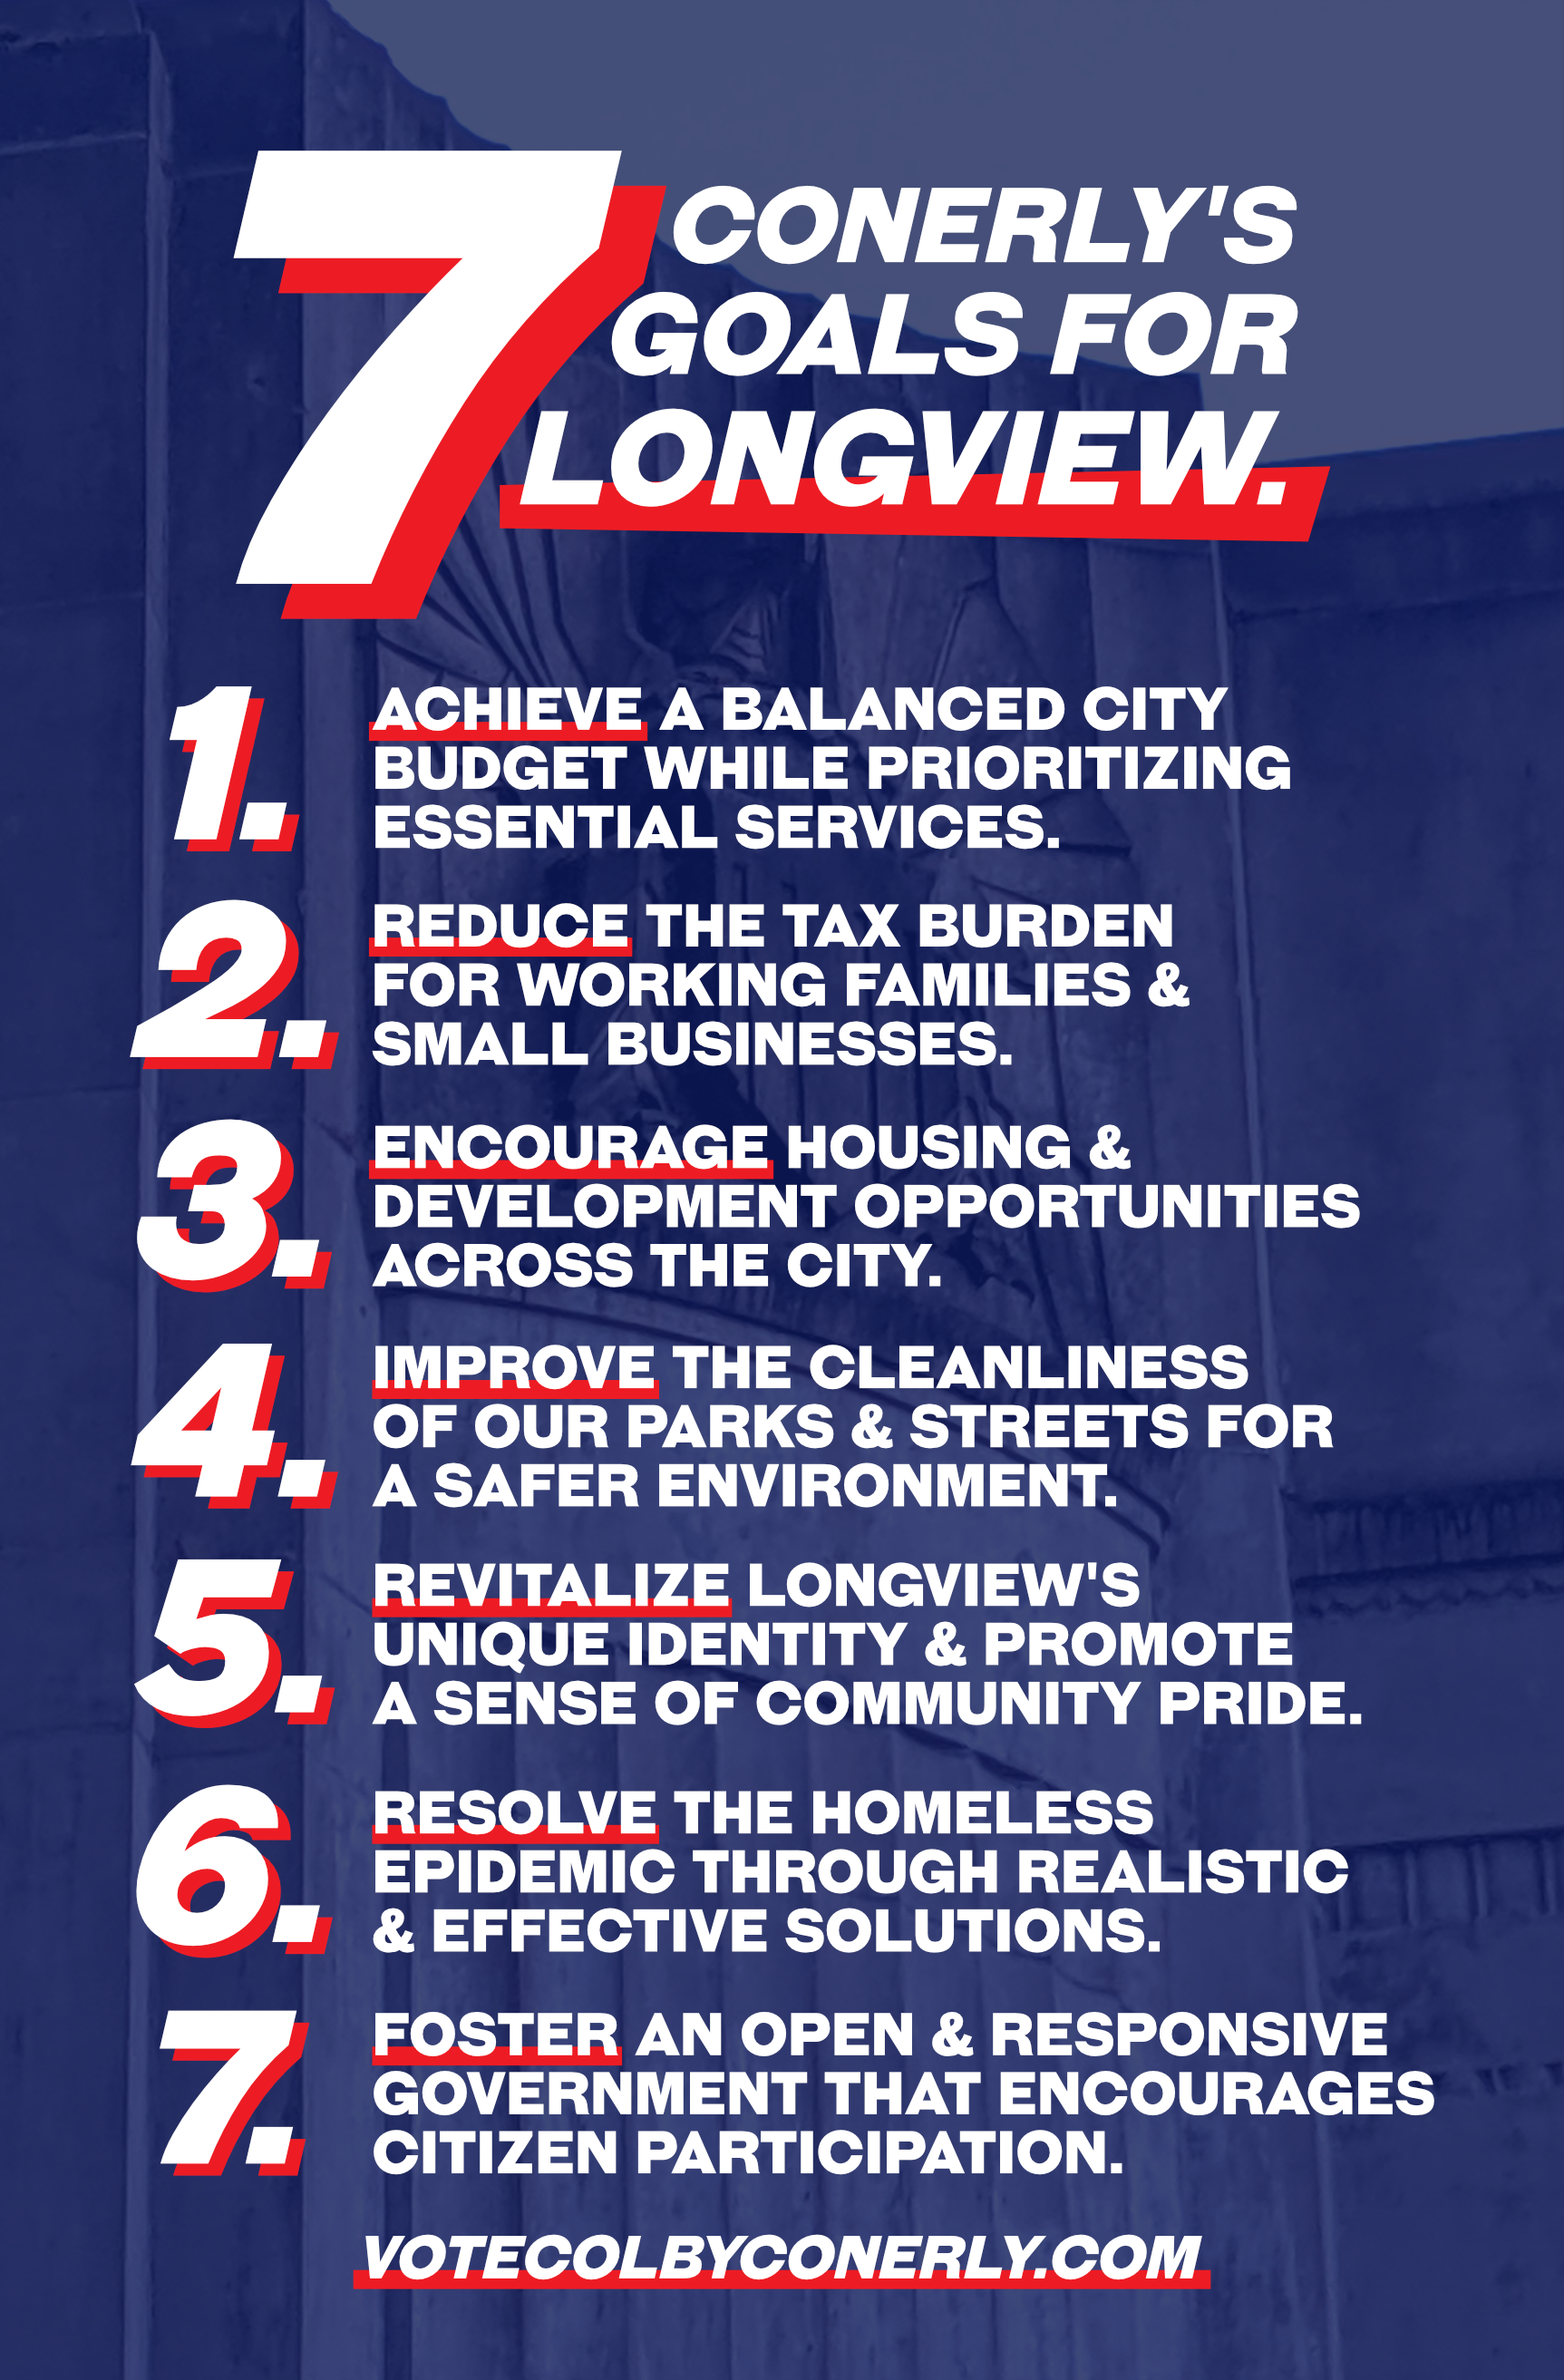 7 CONERLY'S
GOALS FOR
LONGVIEW.
1. ACHIEVE A BALANCED CITY
BUDGET WHILE PRIORITIZING
ESSENTIAL SERVICES.
2. REDUCE THE TAX BURDEN
FOR WORKING FAMILIES &
SMALL BUSINESSES.
3. ENCOURAGE HOUSING &
DEVELOPMENT OPPORTUNITIES
ACROSS THE CITY.
4. IMPROVE THE CLEANLINESS
OF OUR PARKS & STREETS FOR
A SAFER ENVIRONMENT.
5. REVITALIZE LONGVIEW'S
UNIQUE IDENTITY & PROMOTE
A SENSE OF COMMUNITY PRIDE.
6. RESOLVE THE HOMELESS
EPIDEMIC THROUGH REALISTIC
& EFFECTIVE SOLUTIONS.
7. FOSTER AN OPEN & RESPONSIVE
GOVERNMENT THAT ENCOURAGES
CITIZEN PARTICIPATION.
VOTECOLBYCONERLY.COM